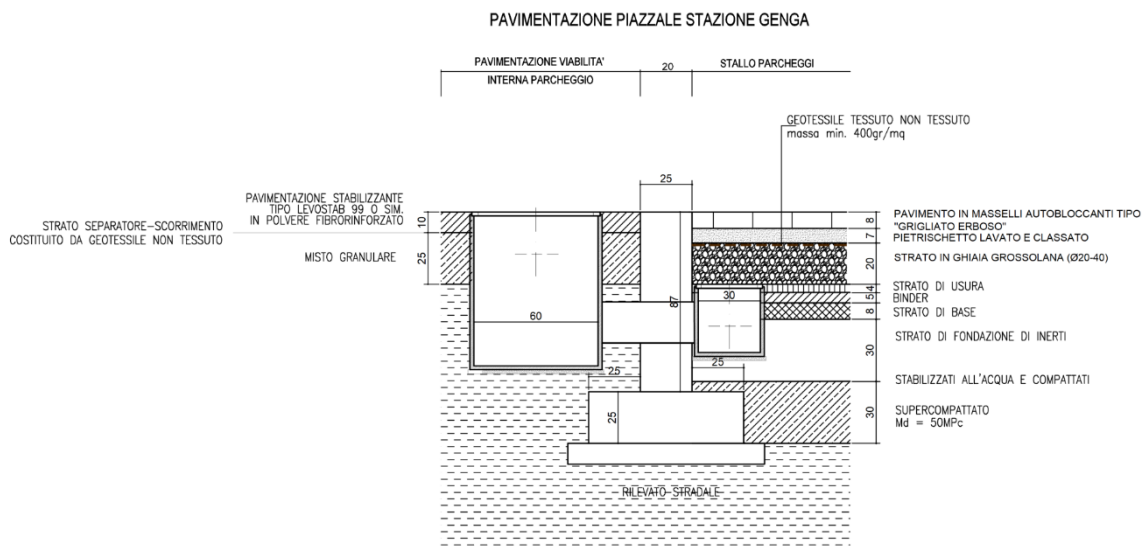 PAVIMENTAZIONE PIAZZALE STAZIONE GENGA
PAVIMENTAZIONE VIABILITA'
INTERNA PARCHEGGIO
20
STALLO PARCHEGGI
GEOTESSILE TESSUTO NON TESSUTO
massa min. 400gr/mq
25
PAVIMENTAZIONE STABILIZZANTE
TIPO LEVOSTAB 99 O SIM.
IN POLVERE FIBRORINFORZATO
STRATO SEPARATORE-SCORRIMENTO
COSTITUITO DA GEOTESSILE NON TESSUTO
MISTO GRANULARE
10
25
60
87
30
25
25
25
8
7
20
4
5
8
30
30
PAVIMENTO IN MASSELLI AUTOBLOCCANTI TIPO
"GRIGLIATO ERBOSO"
PIETRISCHETTO LAVATO E CLASSATO
STRATO IN GHIAIA GROSSOLANA (Ø20-40)
STRATO DI USURA
BINDER
STRATO DI BASE
STRATO DI FONDAZIONE DI INERTI
STABILIZZATI ALL'ACQUA E COMPATTATI
SUPERCOMPATTATO
Md = 50MPc
RILEVATO STRADALE